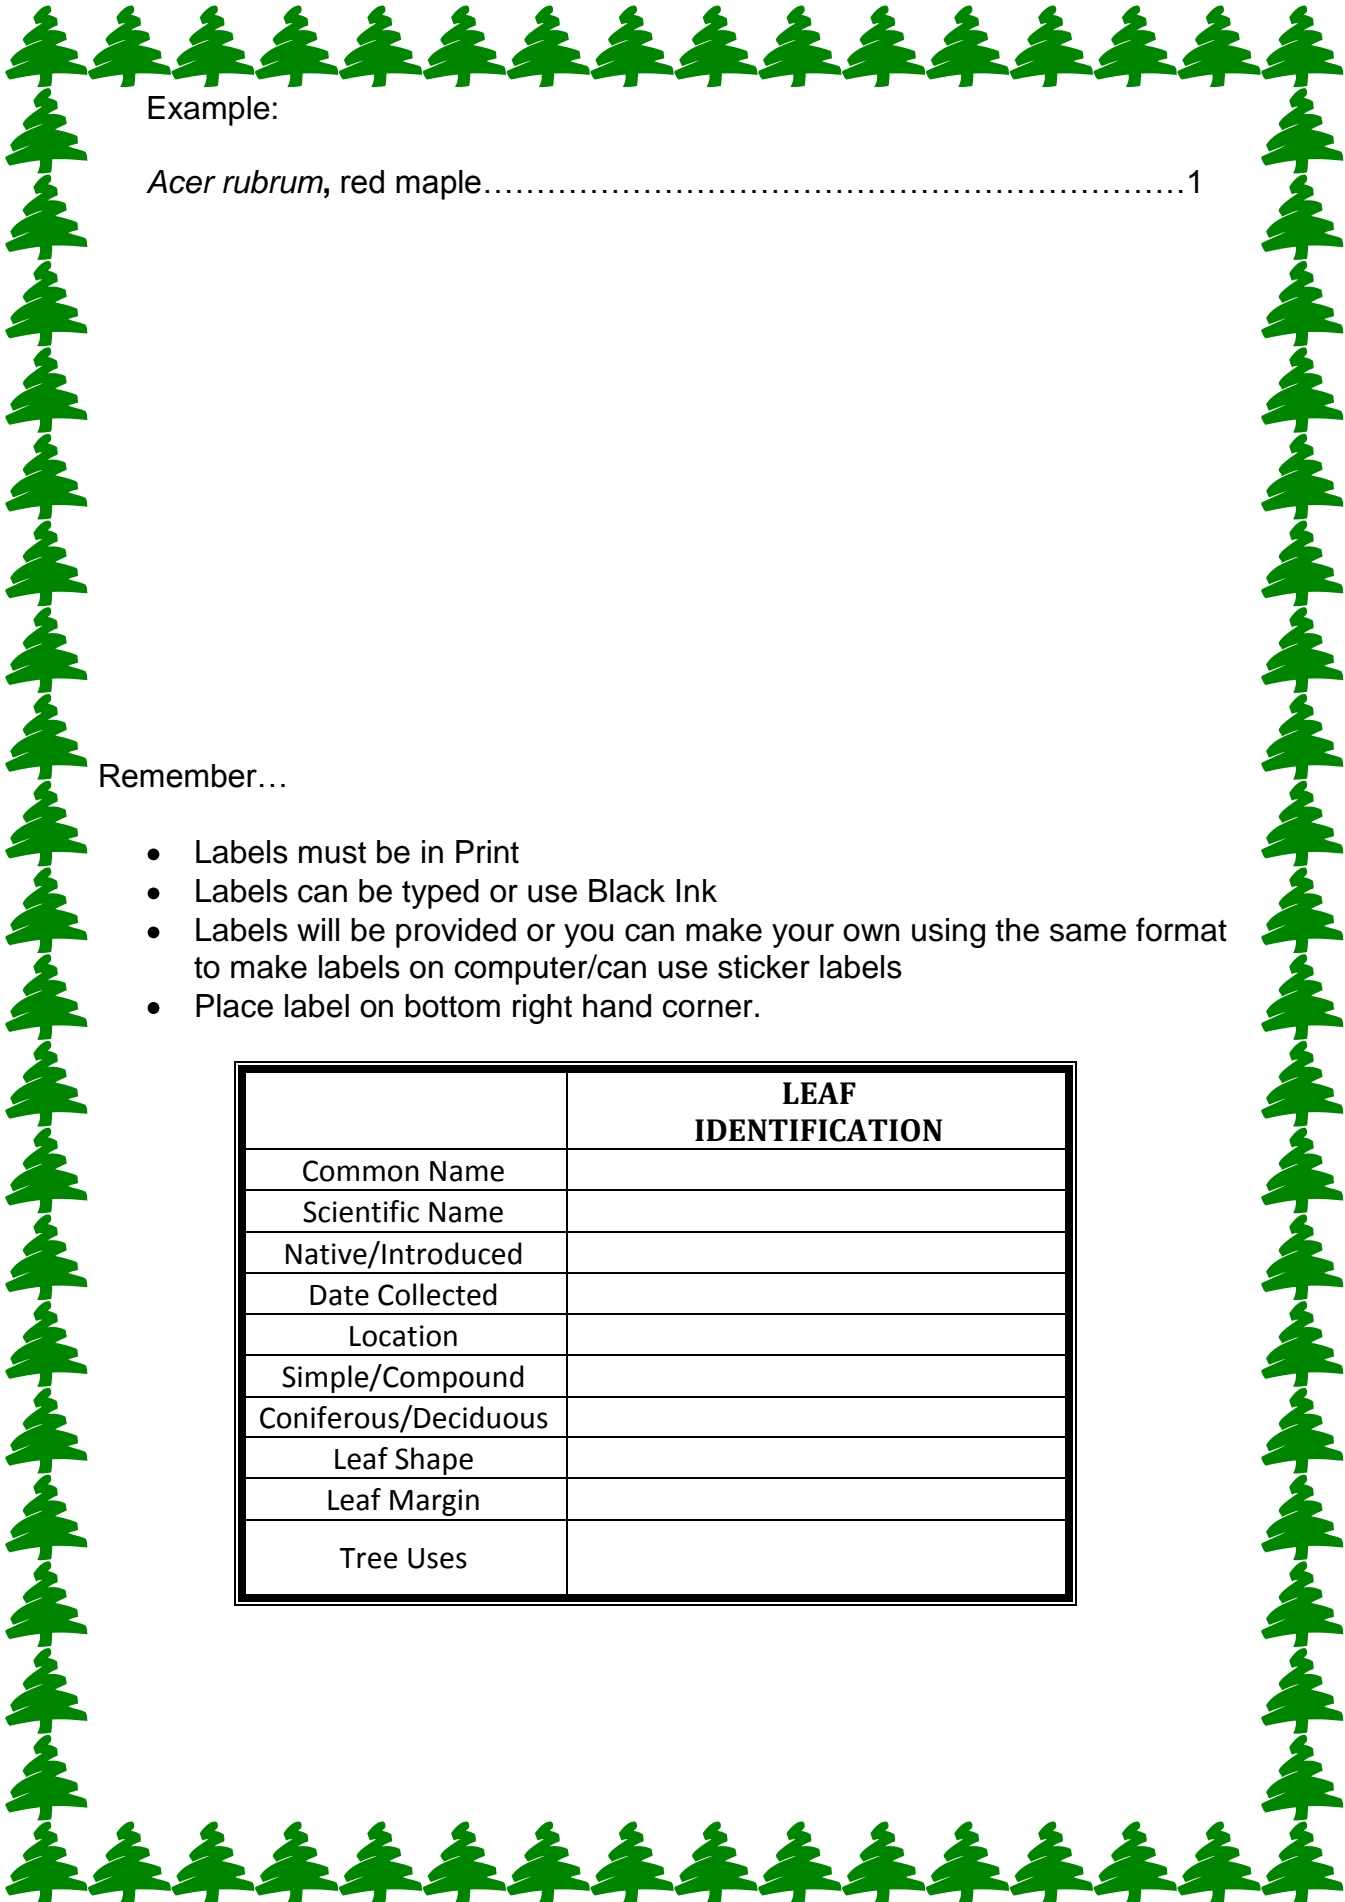 Example:
Acer rubrum, red maple…………………………………………………………1
Remember…
• Labels must be in Print
• Labels can be typed or use Black Ink
• Labels will be provided or you can make your own using the same format
to make labels on computer/can use sticker labels
• Place label on bottom right hand corner.
LEAF
IDENTIFICATION
Common Name
Scientific Name
Native/Introduced
Date Collected
Location
Simple/Compound
Coniferous/Deciduous
Leaf Shape
Leaf Margin
Tree Uses